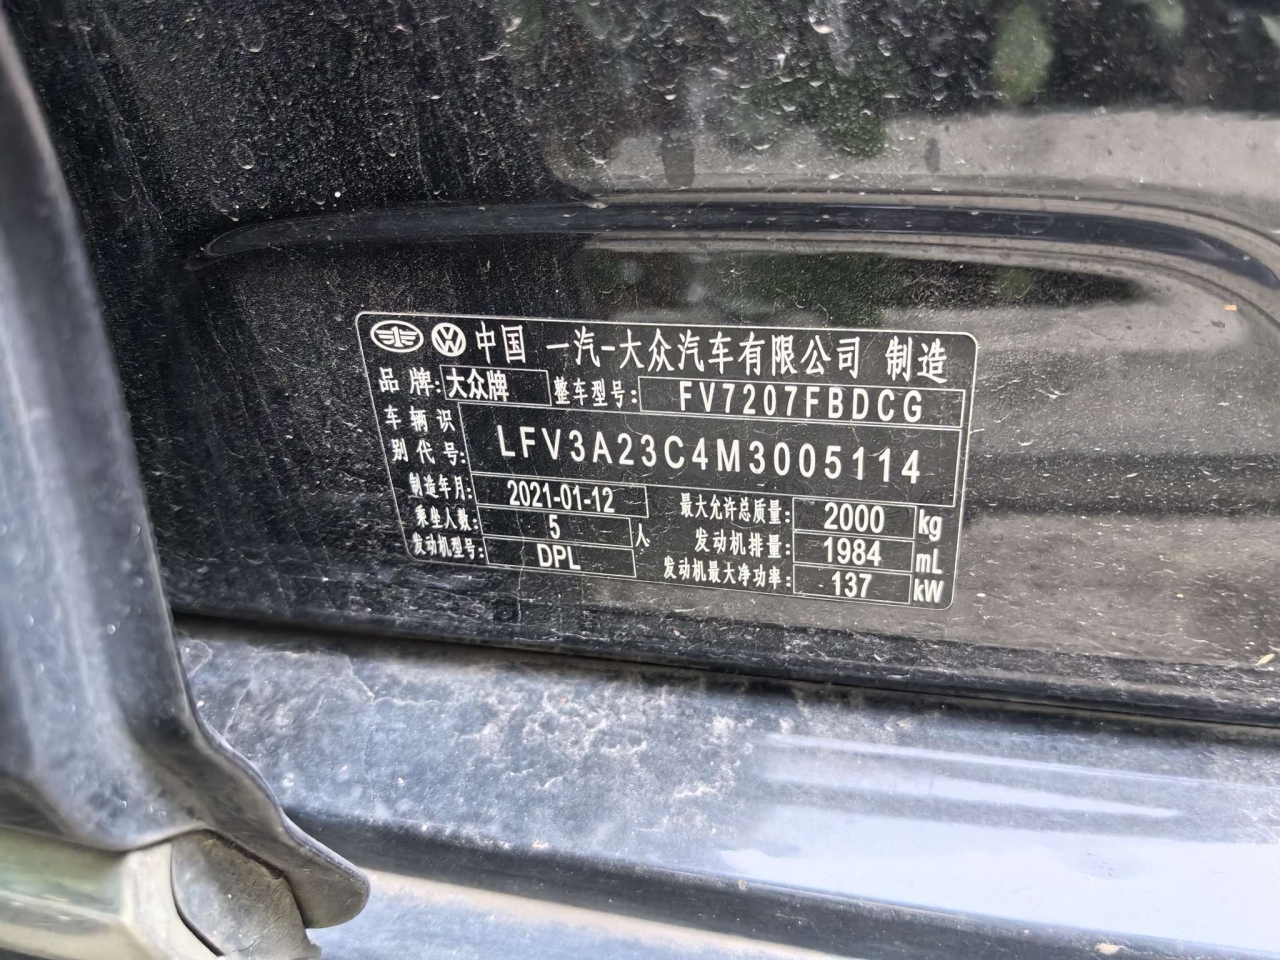 中国 一汽-大众汽车有限公司 制造
品牌: 大众牌 整车型号: FV7207FBDCG
车辆识别代号: LFV3A23C4M3005114
制造年月: 2021-01-12 最大允许总质量: 2000 kg
乘坐人数: 5 人 发动机排量: 1984 mL
发动机型号: DPL 发动机最大净功率: 137 kW